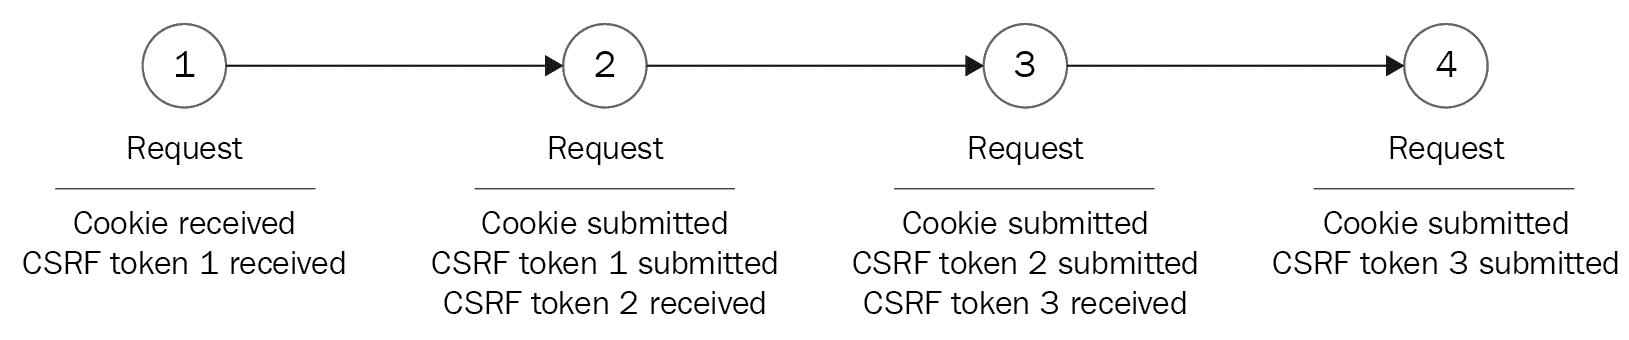 1
2
3
4
Request
Request
Request
Request
Cookie received
CSRF token 1 received
Cookie submitted
CSRF token 1 submitted
CSRF token 2 received
Cookie submitted
CSRF token 2 submitted
CSRF token 3 received
Cookie submitted
CSRF token 3 submitted